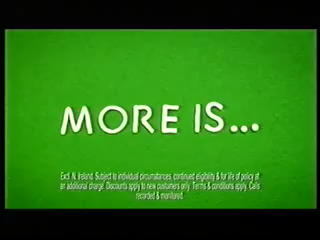 MORE IS...
Excl. N. Ireland. Subject to individual circumstances, continued eligibility & for life of policy at
an additional charge. Discounts apply to new customers only. Terms & conditions apply. Calls
recorded & monitored.